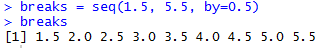 > breaks = seq(1.5, 5.5, by=0.5)
> breaks
[1] 1.5 2.0 2.5 3.0 3.5 4.0 4.5 5.0 5.5